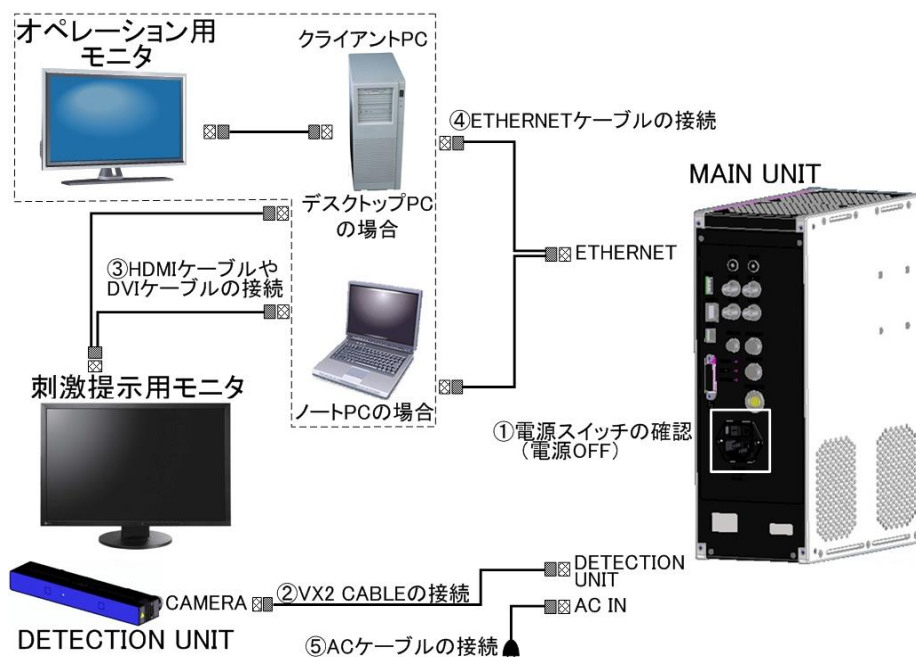 オペレーション用
モニタ
クライアントPC
④ETHERNETケーブルの接続
MAIN UNIT
デスクトップPC
の場合
ETHERNET
③HDMIケーブルや
DVIケーブルの接続
刺激提示用モニタ
ノートPCの場合
①電源スイッチの確認
(電源OFF)
DETECTION
UNIT
CAMERA
②VX2 CABLEの接続
AC IN
DETECTION UNIT
⑤ACケーブルの接続